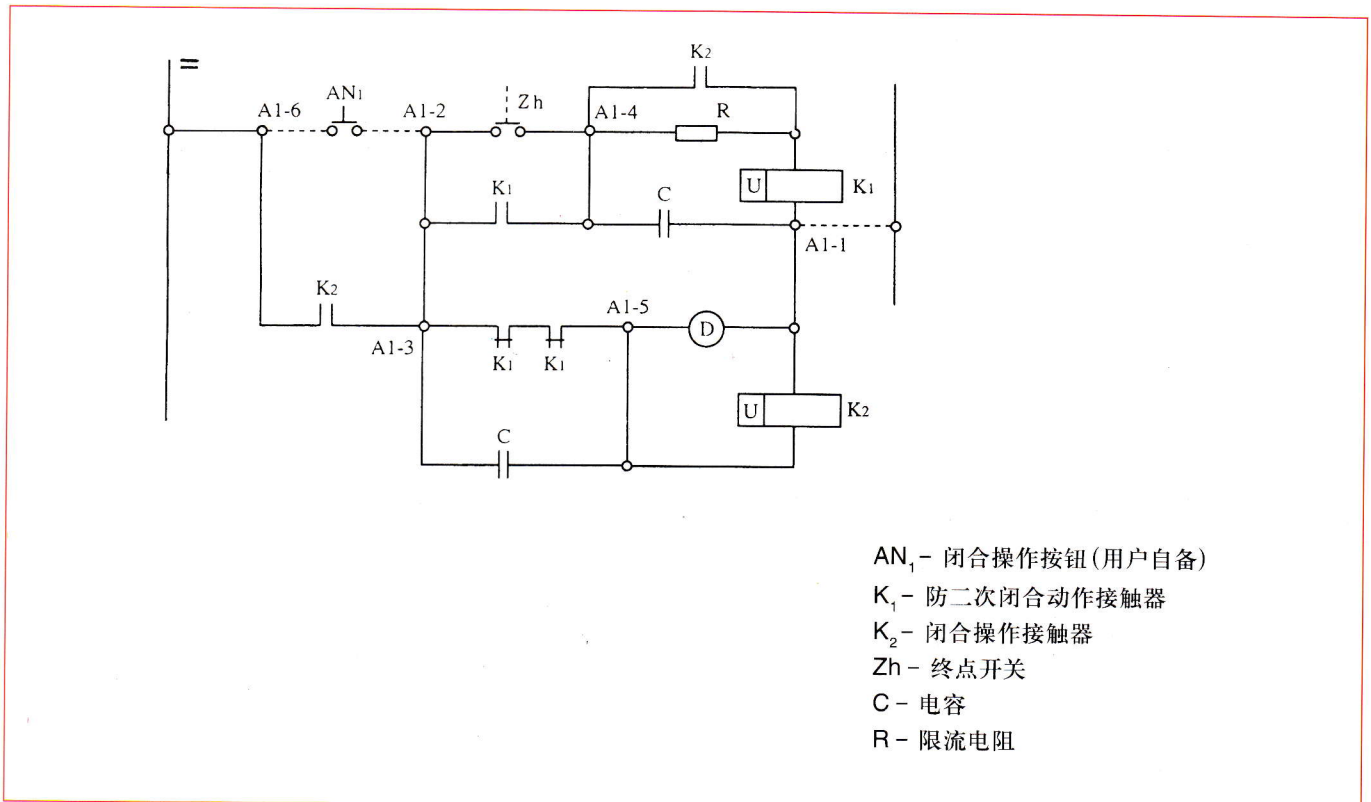 =
K₂
AN₁
Zh
A1-6
A1-2
A1-4
R
K₁
C
U
K₁
A1-1
K₂
A1-5
A1-3
K₁
K₁
D
U
K₂
C
AN₁- 闭合操作按钮(用户自备)
K₁- 防二次闭合动作接触器
K₂- 闭合操作接触器
Zh - 终点开关
C - 电容
R - 限流电阻